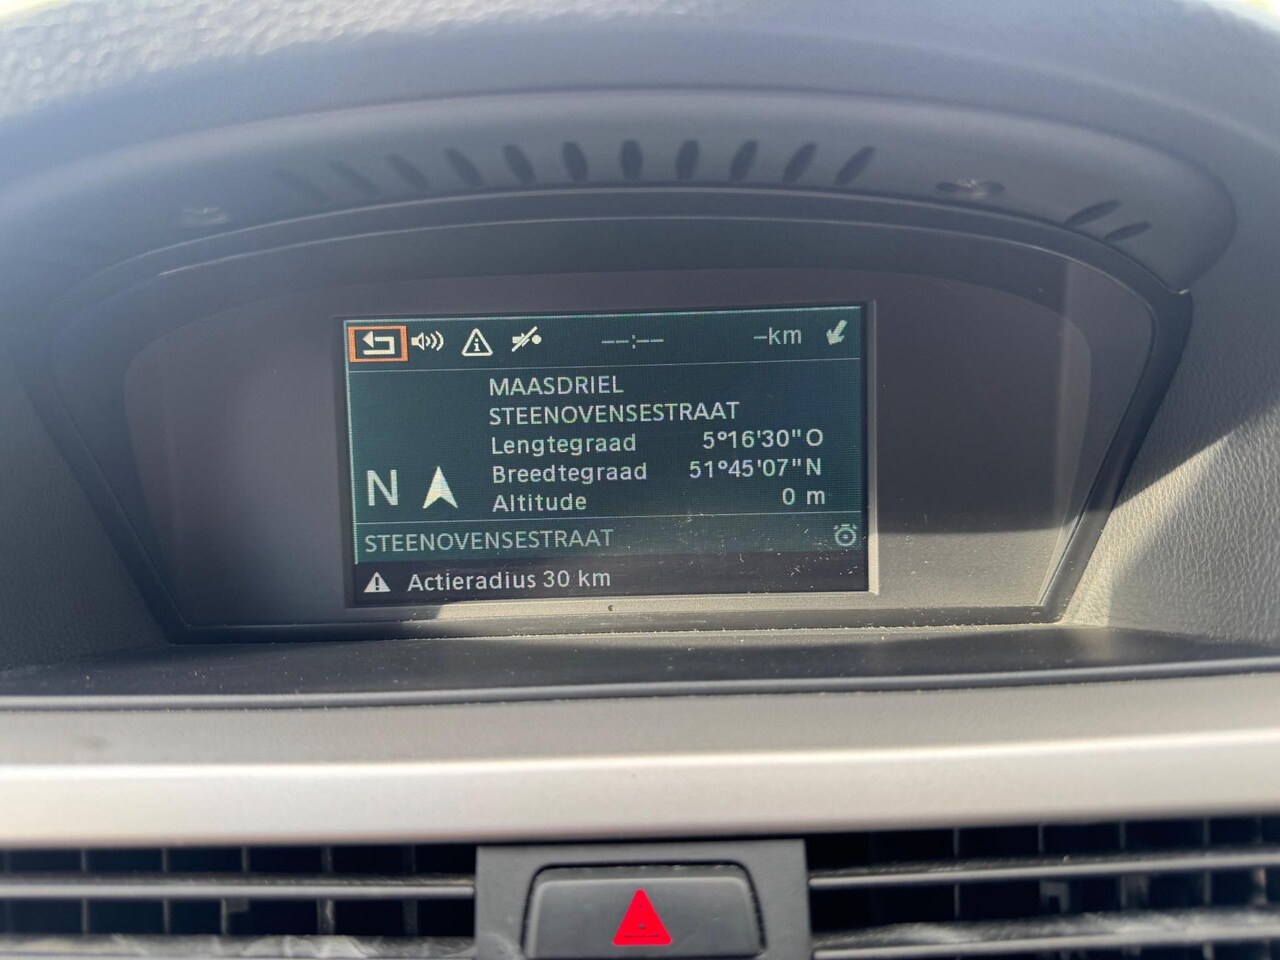 --:-- –km
MAASDRIEL
STEENOVENSESTRAAT
Lengtegraad 5°16'30"O
Breedtegraad 51°45'07"N
N
Altitude 0 m
STEENOVENSESTRAAT
Actieradius 30 km